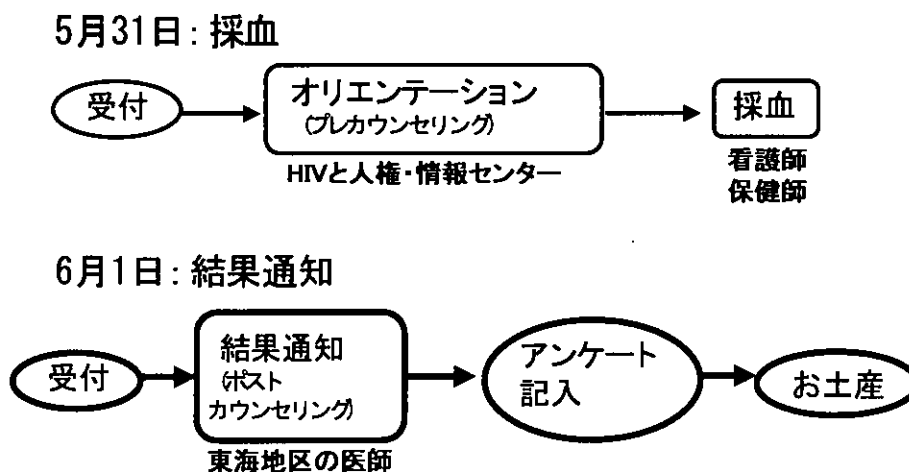 5月31日：採血
受付
オリエンテーション
(プレカウンセリング)
HIVと人権・情報センター
採血
看護師
保健師
6月1日：結果通知
受付
結果通知
(ポスト
カウンセリング)
東海地区の医師
アンケート
記入
お土産